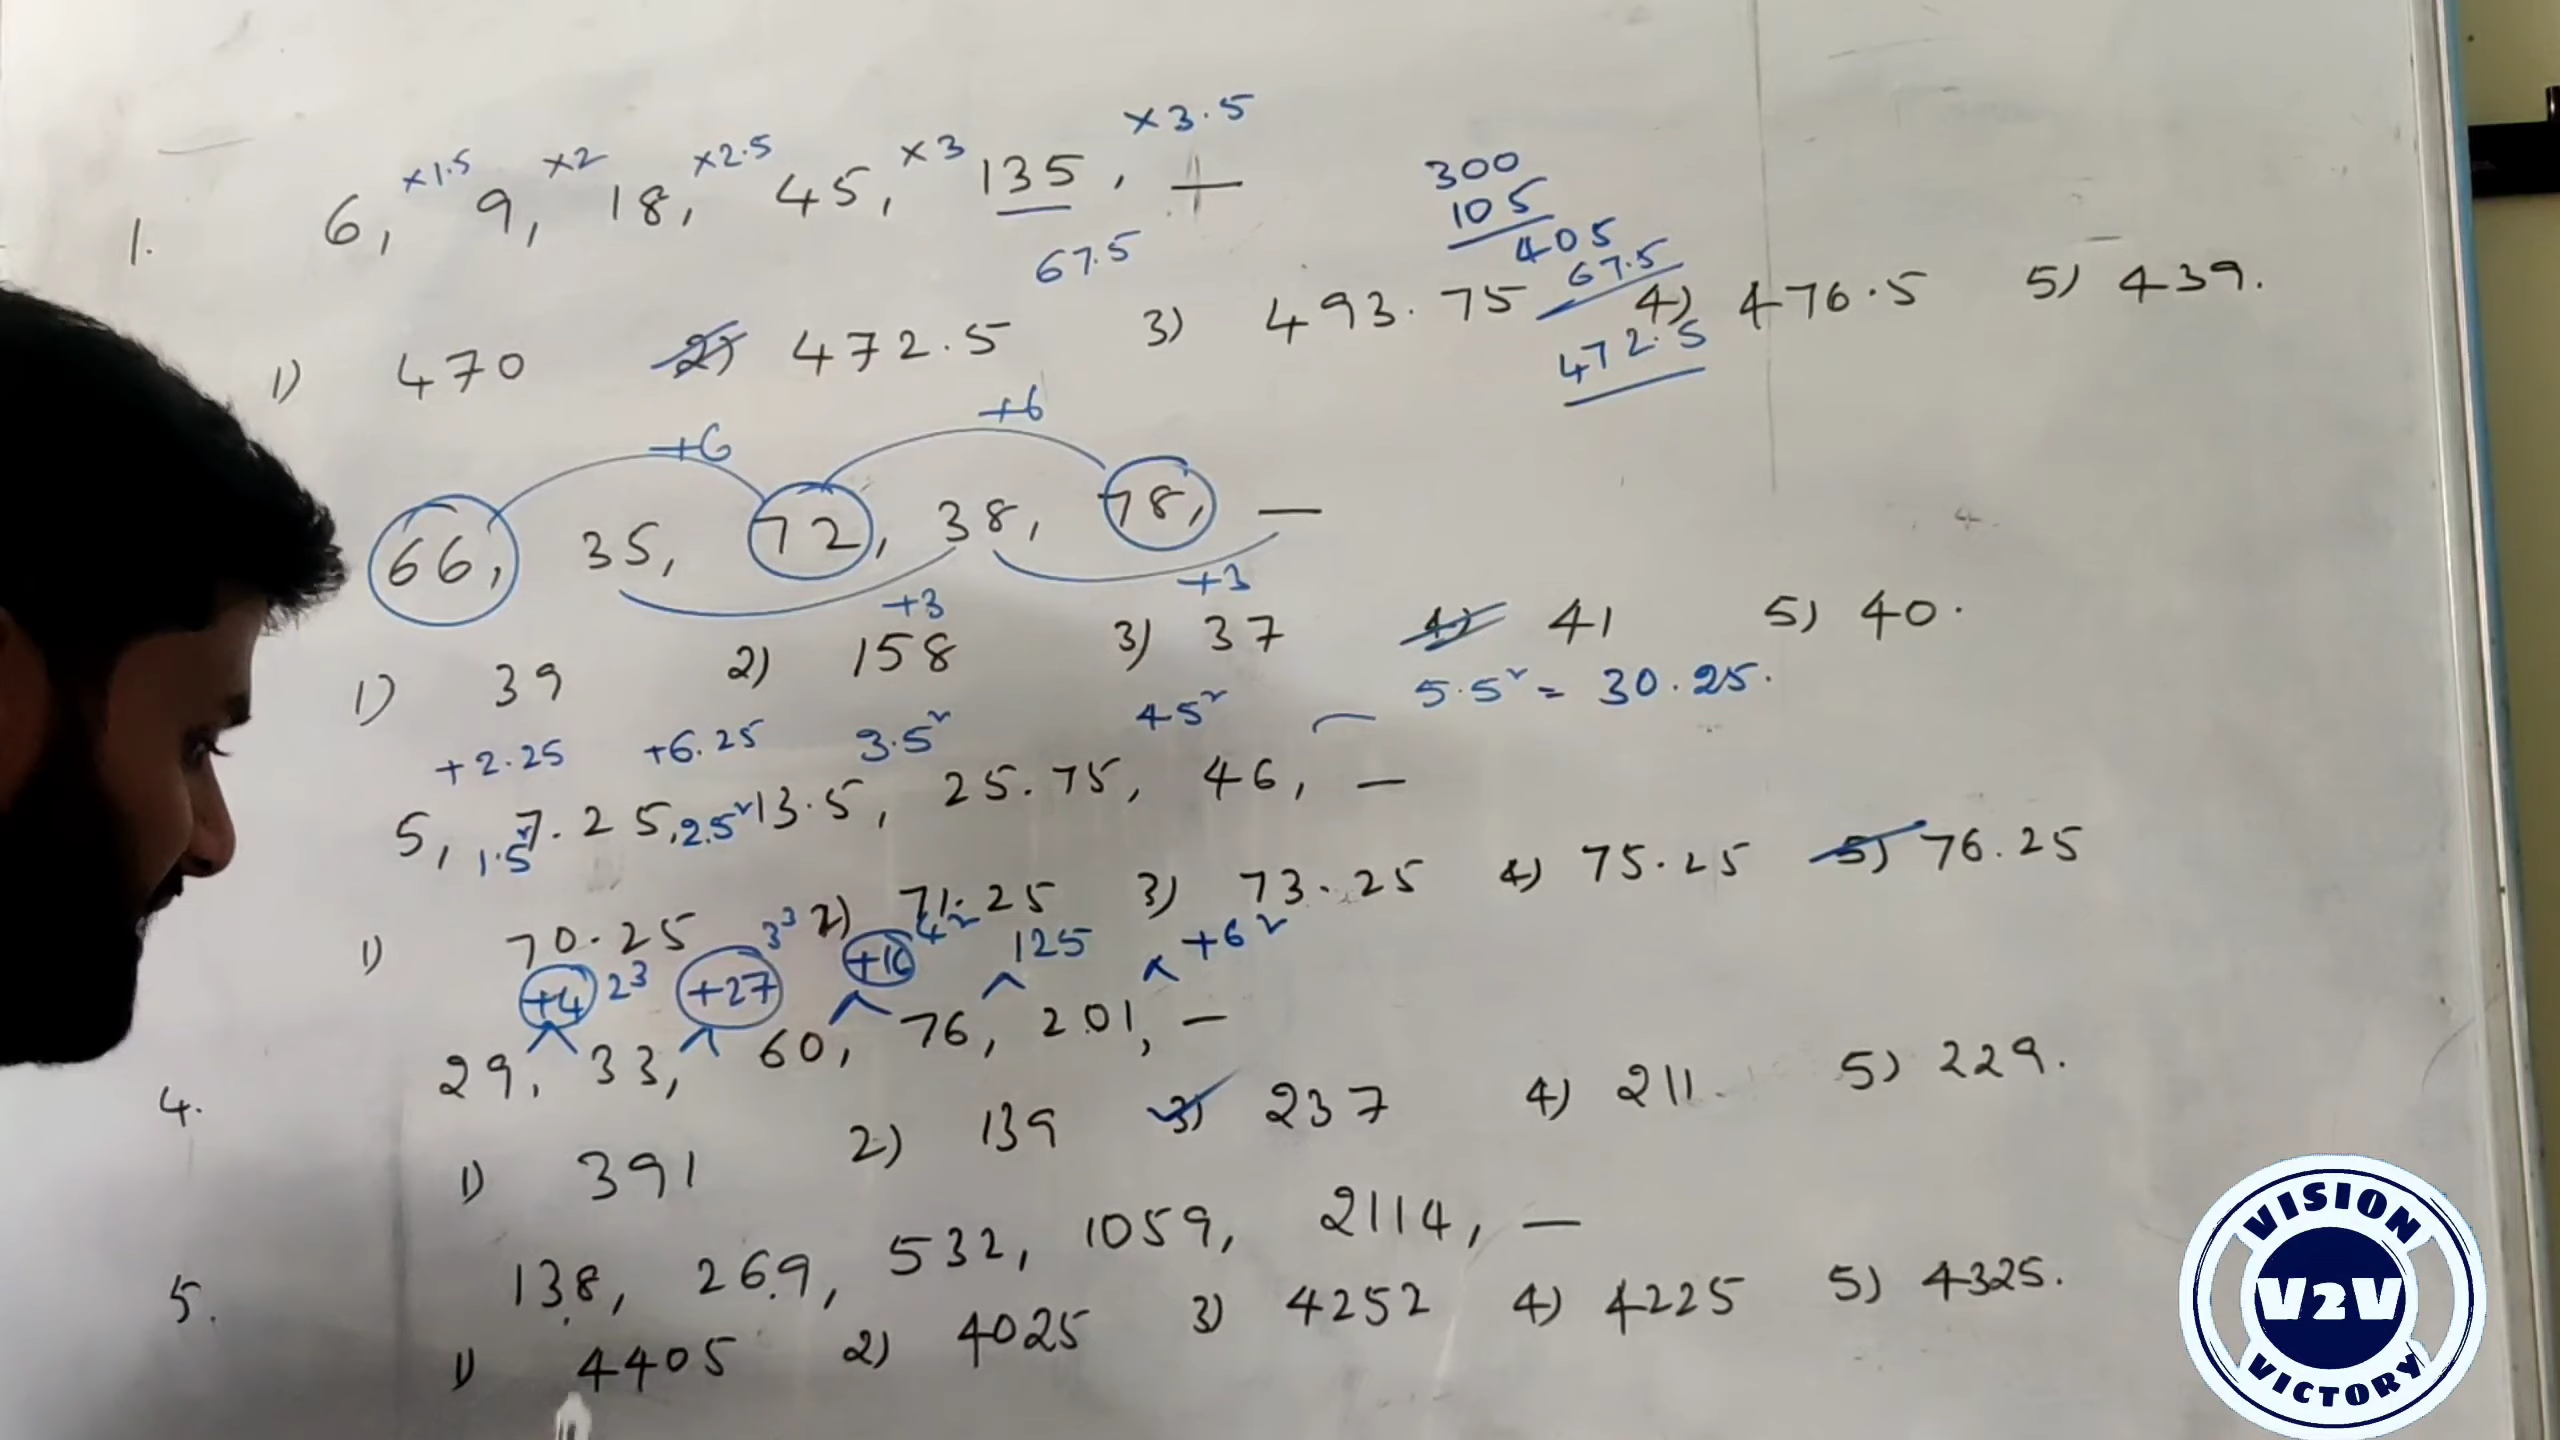 ×1.5 ×2 ×2.5 ×3 ×3.5
1. 6, 9, 18, 45, 135, —
67.5
300
105
405
67.5
472.5
1) 470 2) 472.5 3) 493.75 4) 476.5 5) 439.
+6 +6
66, 35, 72, 38, 78, —
+3 +3
1) 39 2) 158 3) 37 4) 41 5) 40.
+2.25 +6.25 3.5² 45² 5.5² = 30.25.
5, 7.25, 13.5, 25.75, 46, —
1.5² 2.5²
1) 70.25 2) 71.25 3) 73.25 4) 75.25 5) 76.25
+4 2³ +27 3³ +16 4² 125 +6²
4. 29, 33, 60, 76, 201, —
1) 391 2) 139 3) 237 4) 211 5) 229.
5. 138, 269, 532, 1059, 2114, —
1) 4405 2) 4025 3) 4252 4) 4225 5) 4325.
VISION
V2V
VICTORY